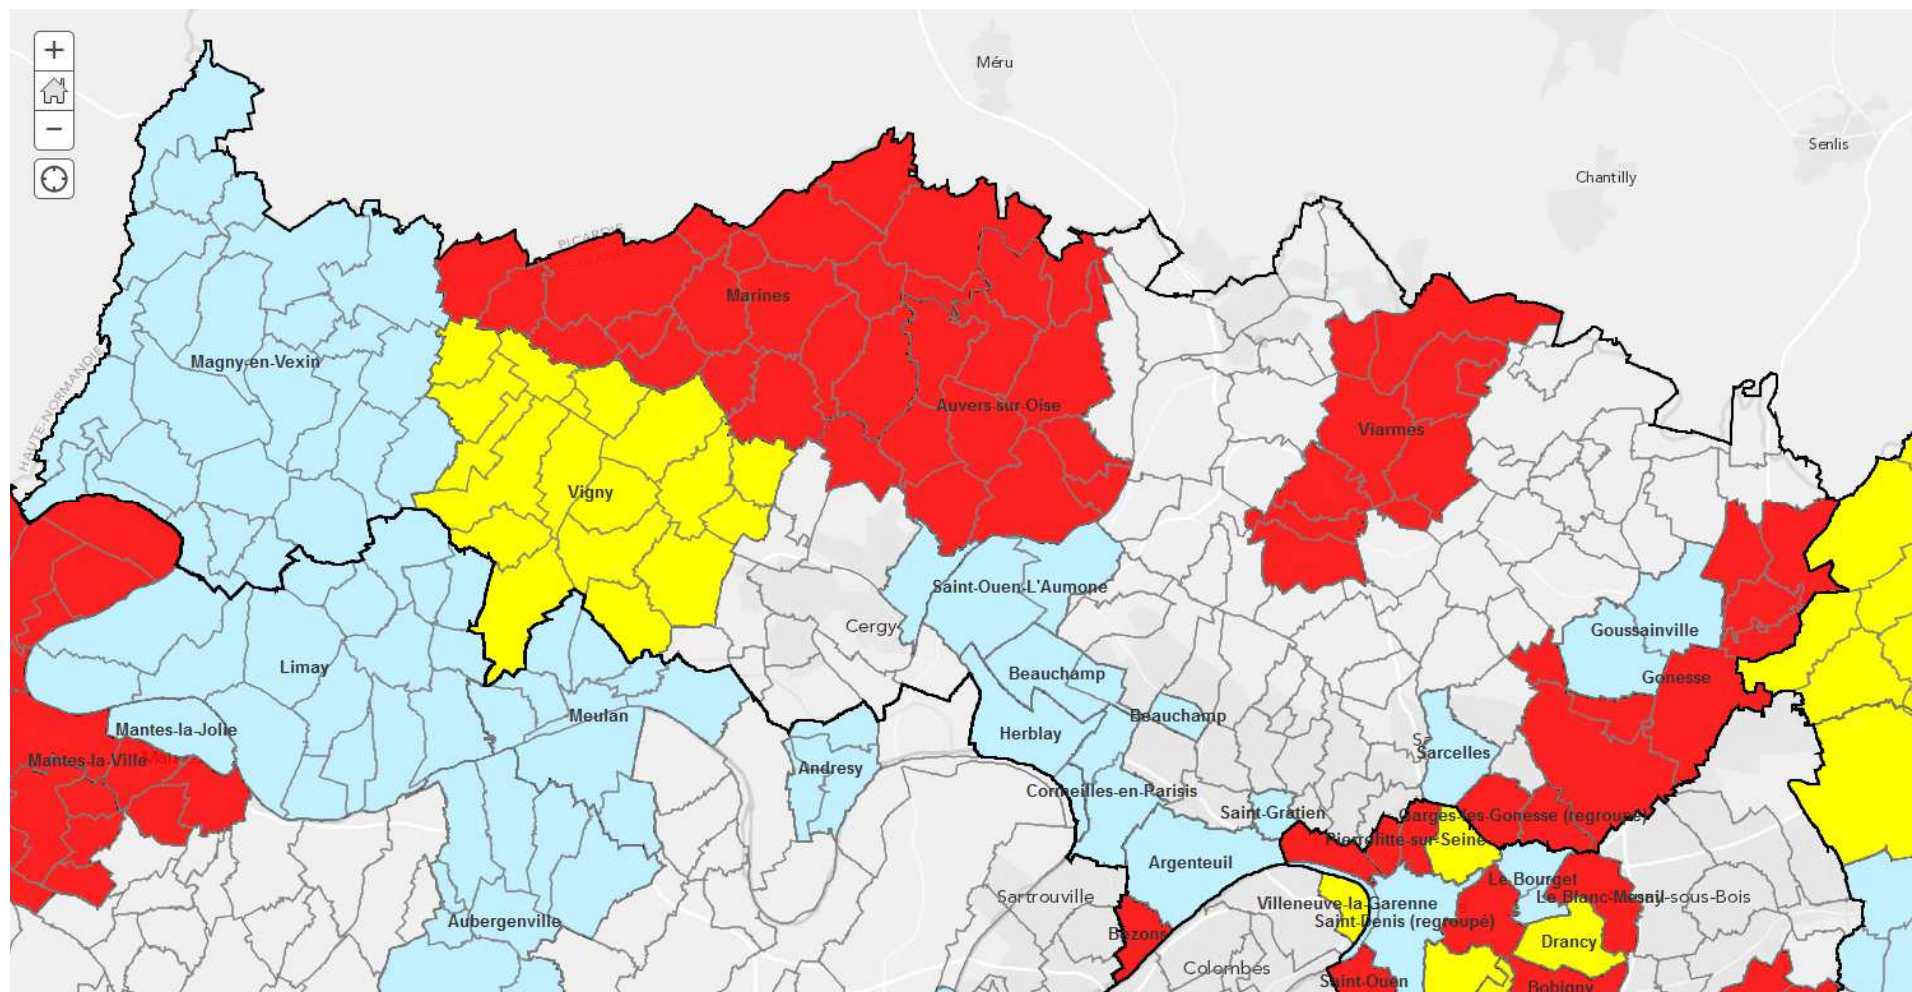 +
−
Méru
Senlis
Chantilly
PICARDIE
Marines
HAUTE-NORMANDIE
Magny-en-Vexin
Auvers-sur-Oise
Viarmes
Vigny
Saint-Ouen-L'Aumone
Cergy
Goussainville
Limay
Beauchamp
Gonesse
Meulan
Beauchamp
Mantes-la-Jolie
Herblay
Sarcelles
Mantes-la-Ville
Andresy
Cormeilles-en-Parisis
Saint-Gratien
Garges-les-Gonesse (regroupé)
Pierrefitte-sur-Seine
Argenteuil
Le Bourget
Sartrouville
Le Blanc-Mesnil
-sous-Bois
Villeneuve-la-Garenne
Aubergenville
Saint-Denis (regroupé)
Bezons
Drancy
Colombes
Saint-Ouen
Bobigny